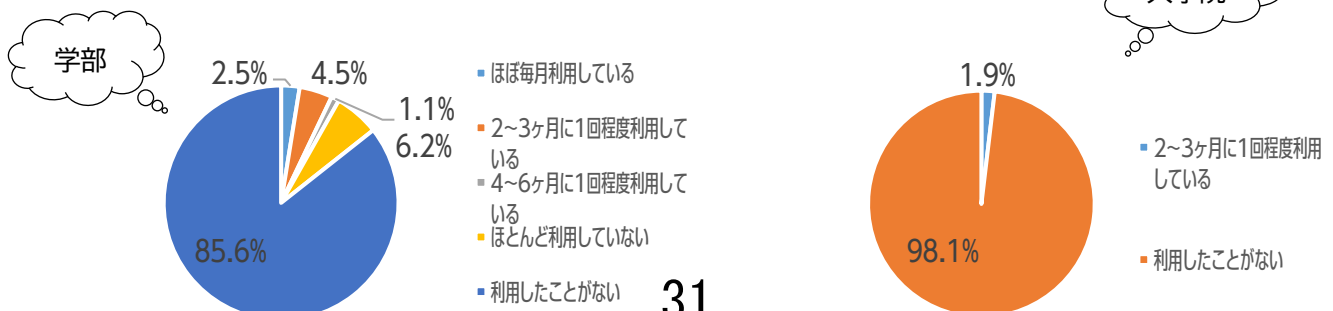 学部
2.5%
4.5%
1.1%
6.2%
85.6%
ほぼ毎月利用している
2~3ヶ月に1回程度利用して
いる
4~6ヶ月に1回程度利用して
いる
ほとんど利用していない
利用したことがない
31
1.9%
98.1%
2~3ヶ月に1回程度利用
している
利用したことがない